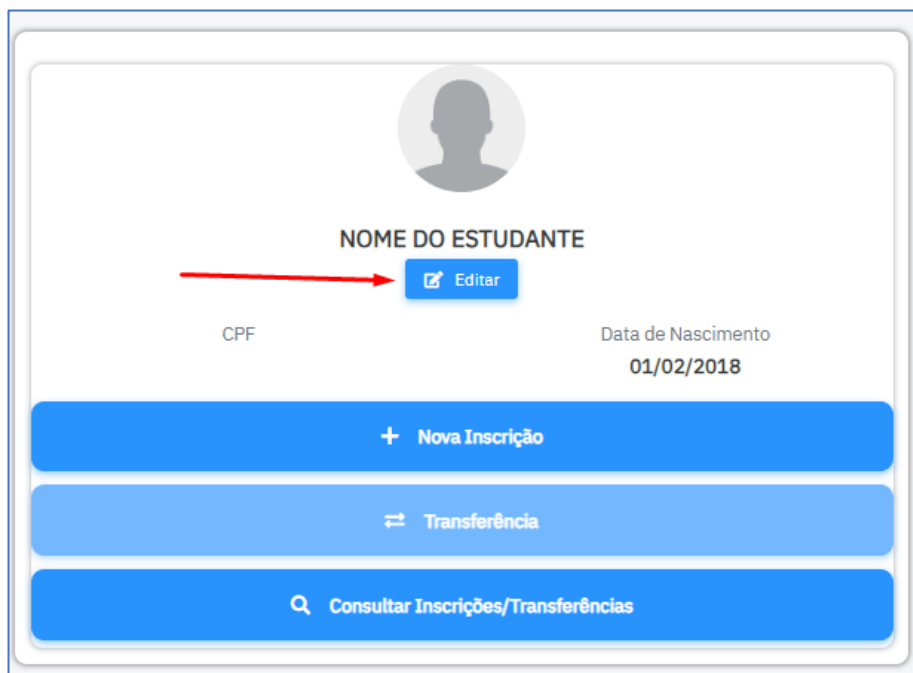 NOME DO ESTUDANTE
Editar
CPF
Data de Nascimento
01/02/2018
Nova Inscrição
Transferência
Consultar Inscrições/Transferências